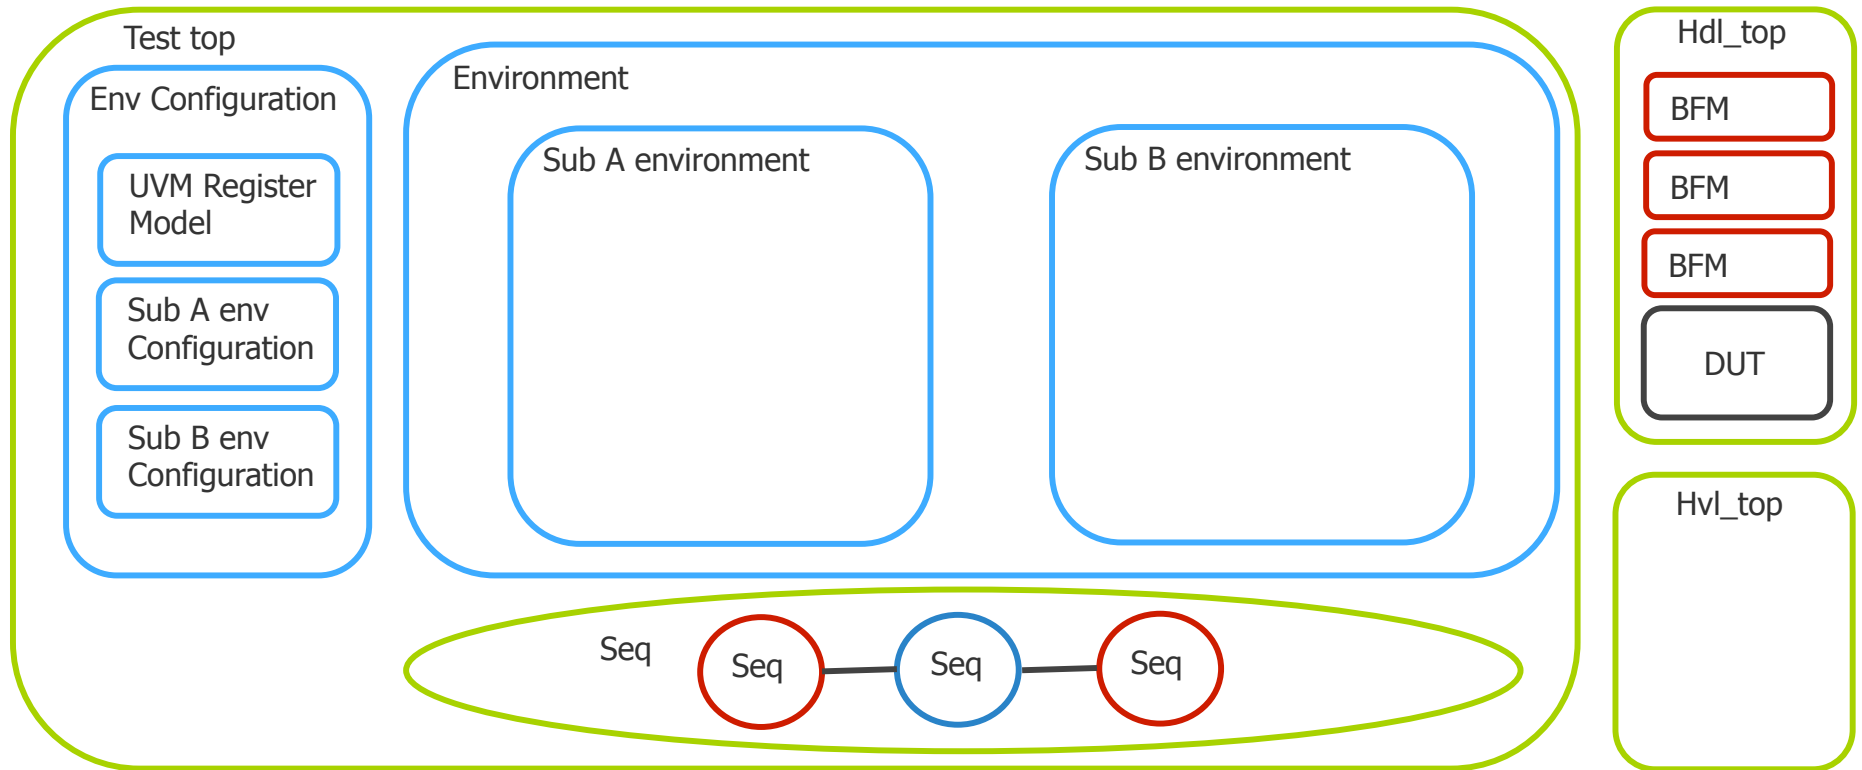 Test top
Env Configuration
UVM Register
Model
Sub A env
Configuration
Sub B env
Configuration
Environment
Sub A environment
Sub B environment
Seq
Seq
Seq
Seq
Hdl_top
BFM
BFM
BFM
DUT
Hvl_top